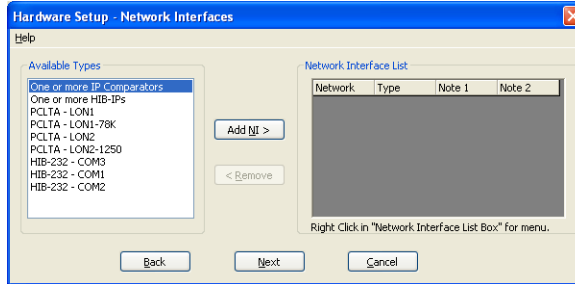 Hardware Setup - Network Interfaces
Help
Available Types
One or more IP Comparators
One or more HIB-IPs
PCLTA - LON1
PCLTA - LON1-78K
PCLTA - LON2
PCLTA - LON2-1250
HIB-232 - COM3
HIB-232 - COM1
HIB-232 - COM2
Add NI >
< Remove
Network Interface List
Network Type Note 1 Note 2
Right Click in "Network Interface List Box" for menu.
Back Next Cancel